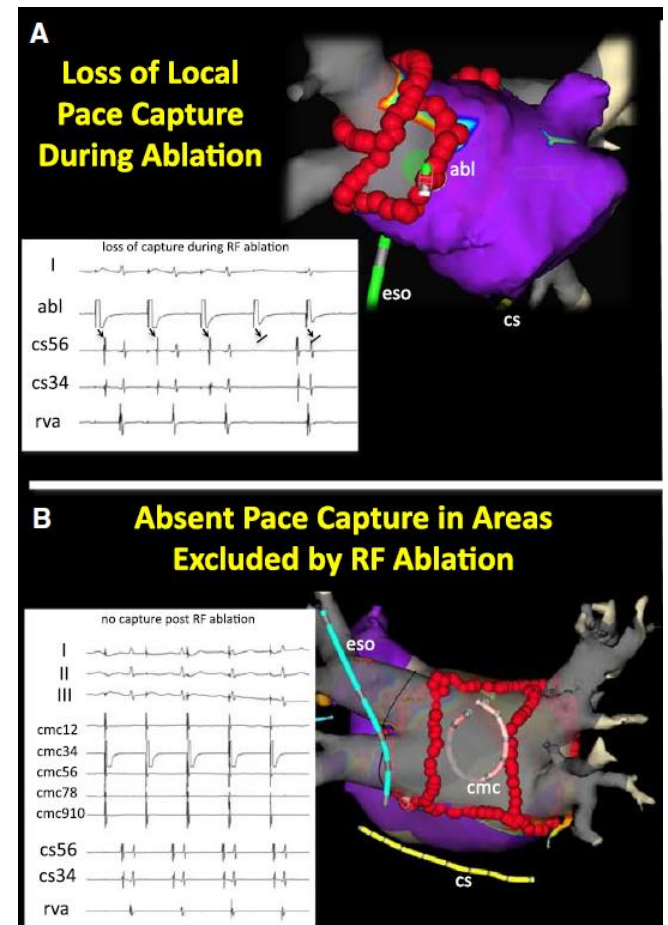 A
Loss of Local
Pace Capture
During Ablation
abl
eso
cs
loss of capture during RF ablation
I
abl
cs56
cs34
rva
B
Absent Pace Capture in Areas
Excluded by RF Ablation
no capture post RF ablation
I
II
III
cmc12
cmc34
cmc56
cmc78
cmc910
cs56
cs34
rva
eso
cmc
cs